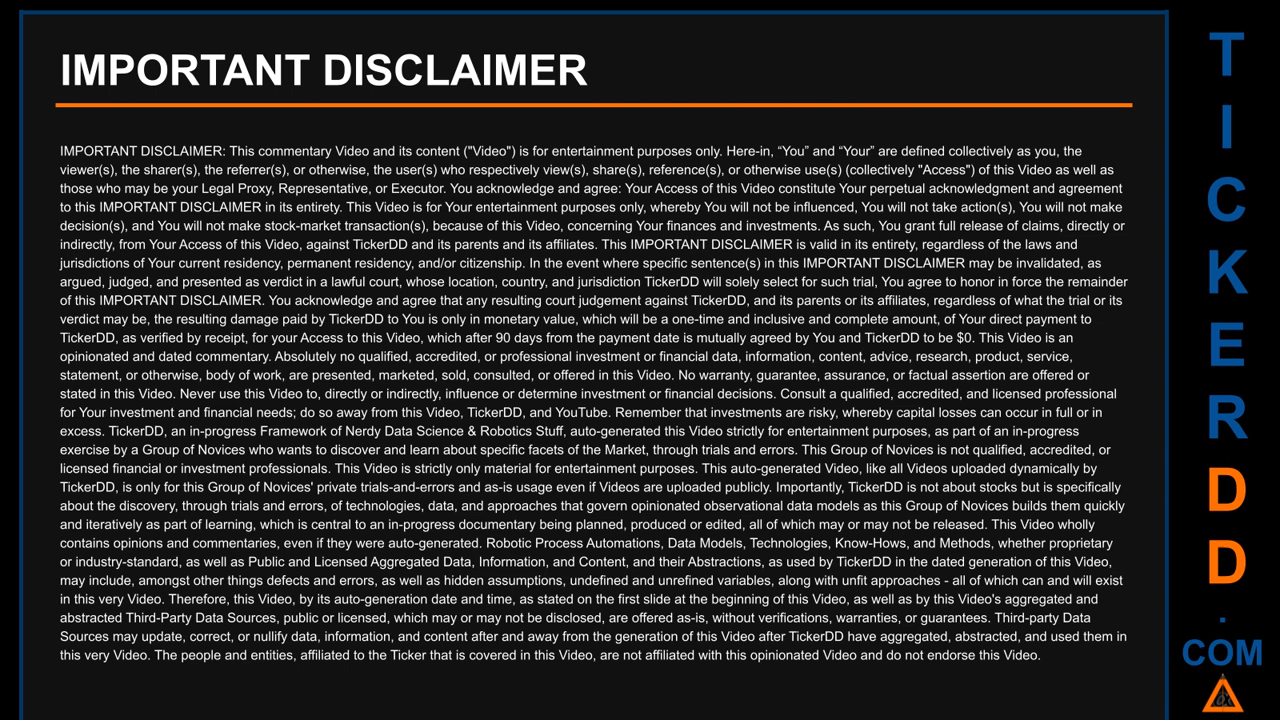 IMPORTANT DISCLAIMER
IMPORTANT DISCLAIMER: This commentary Video and its content ("Video") is for entertainment purposes only. Here-in, “You” and “Your” are defined collectively as you, the
viewer(s), the sharer(s), the referrer(s), or otherwise, the user(s) who respectively view(s), share(s), reference(s), or otherwise use(s) (collectively "Access") of this Video as well as
those who may be your Legal Proxy, Representative, or Executor. You acknowledge and agree: Your Access of this Video constitute Your perpetual acknowledgment and agreement
to this IMPORTANT DISCLAIMER in its entirety. This Video is for Your entertainment purposes only, whereby You will not be influenced, You will not take action(s), You will not make
decision(s), and You will not make stock-market transaction(s), because of this Video, concerning Your finances and investments. As such, You grant full release of claims, directly or
indirectly, from Your Access of this Video, against TickerDD and its parents and its affiliates. This IMPORTANT DISCLAIMER is valid in its entirety, regardless of the laws and
jurisdictions of Your current residency, permanent residency, and/or citizenship. In the event where specific sentence(s) in this IMPORTANT DISCLAIMER may be invalidated, as
argued, judged, and presented as verdict in a lawful court, whose location, country, and jurisdiction TickerDD will solely select for such trial, You agree to honor in force the remainder
of this IMPORTANT DISCLAIMER. You acknowledge and agree that any resulting court judgement against TickerDD, and its parents or its affiliates, regardless of what the trial or its
verdict may be, the resulting damage paid by TickerDD to You is only in monetary value, which will be a one-time and inclusive and complete amount, of Your direct payment to
TickerDD, as verified by receipt, for your Access to this Video, which after 90 days from the payment date is mutually agreed by You and TickerDD to be $0. This Video is an
opinionated and dated commentary. Absolutely no qualified, accredited, or professional investment or financial data, information, content, advice, research, product, service,
statement, or otherwise, body of work, are presented, marketed, sold, consulted, or offered in this Video. No warranty, guarantee, assurance, or factual assertion are offered or
stated in this Video. Never use this Video to, directly or indirectly, influence or determine investment or financial decisions. Consult a qualified, accredited, and licensed professional
for Your investment and financial needs; do so away from this Video, TickerDD, and YouTube. Remember that investments are risky, whereby capital losses can occur in full or in
excess. TickerDD, an in-progress Framework of Nerdy Data Science & Robotics Stuff, auto-generated this Video strictly for entertainment purposes, as part of an in-progress
exercise by a Group of Novices who wants to discover and learn about specific facets of the Market, through trials and errors. This Group of Novices is not qualified, accredited, or
licensed financial or investment professionals. This Video is strictly only material for entertainment purposes. This auto-generated Video, like all Videos uploaded dynamically by
TickerDD, is only for this Group of Novices' private trials-and-errors and as-is usage even if Videos are uploaded publicly. Importantly, TickerDD is not about stocks but is specifically
about the discovery, through trials and errors, of technologies, data, and approaches that govern opinionated observational data models as this Group of Novices builds them quickly
and iteratively as part of learning, which is central to an in-progress documentary being planned, produced or edited, all of which may or may not be released. This Video wholly
contains opinions and commentaries, even if they were auto-generated. Robotic Process Automations, Data Models, Technologies, Know-Hows, and Methods, whether proprietary
or industry-standard, as well as Public and Licensed Aggregated Data, Information, and Content, and their Abstractions, as used by TickerDD in the dated generation of this Video,
may include, amongst other things defects and errors, as well as hidden assumptions, undefined and unrefined variables, along with unfit approaches - all of which can and will exist
in this very Video. Therefore, this Video, by its auto-generation date and time, as stated on the first slide at the beginning of this Video, as well as by this Video's aggregated and
abstracted Third-Party Data Sources, public or licensed, which may or may not be disclosed, are offered as-is, without verifications, warranties, or guarantees. Third-party Data
Sources may update, correct, or nullify data, information, and content after and away from the generation of this Video after TickerDD have aggregated, abstracted, and used them in
this very Video. The people and entities, affiliated to the Ticker that is covered in this Video, are not affiliated with this opinionated Video and do not endorse this Video.
T
I
C
K
E
R
D
D
.
COM